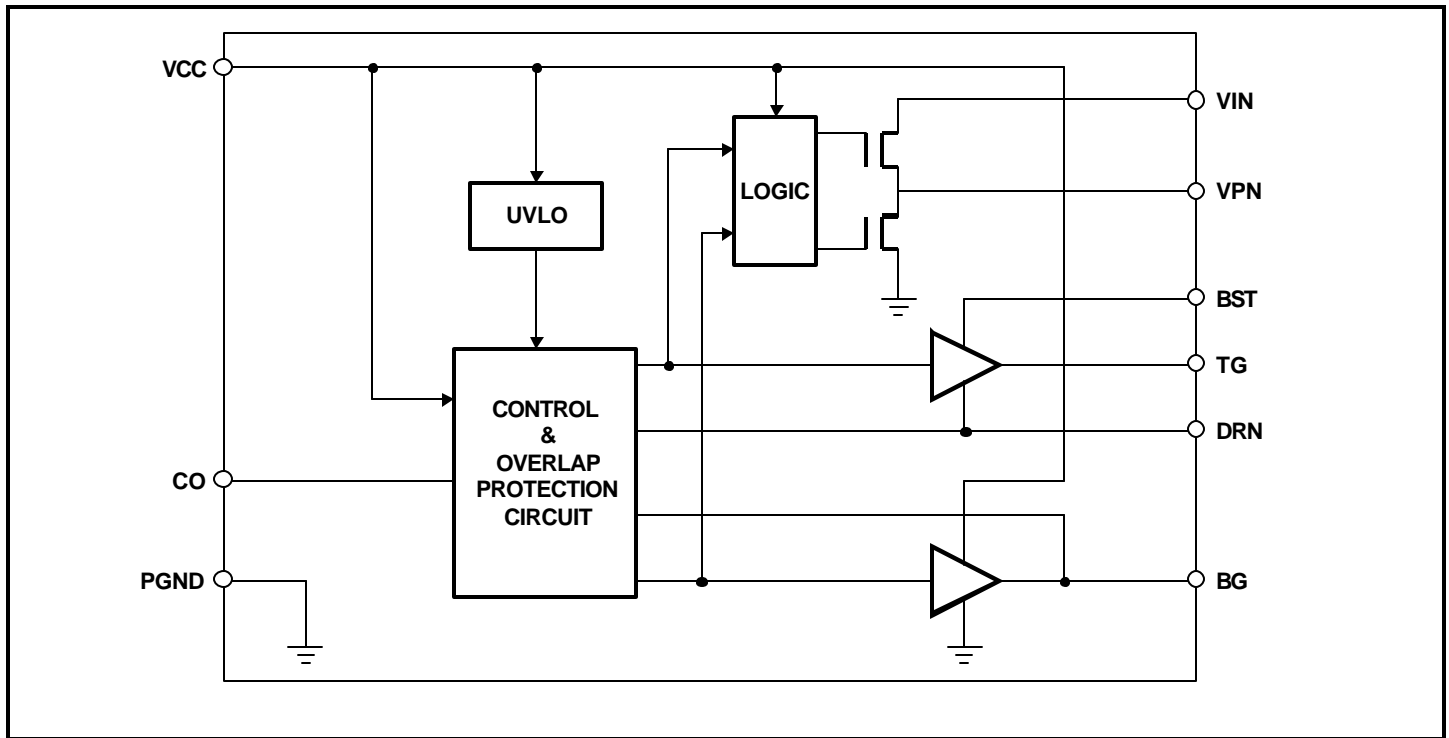 VCC
VIN
LOGIC
VPN
UVLO
BST
TG
CONTROL
&
OVERLAP
PROTECTION
CIRCUIT
DRN
CO
PGND
BG